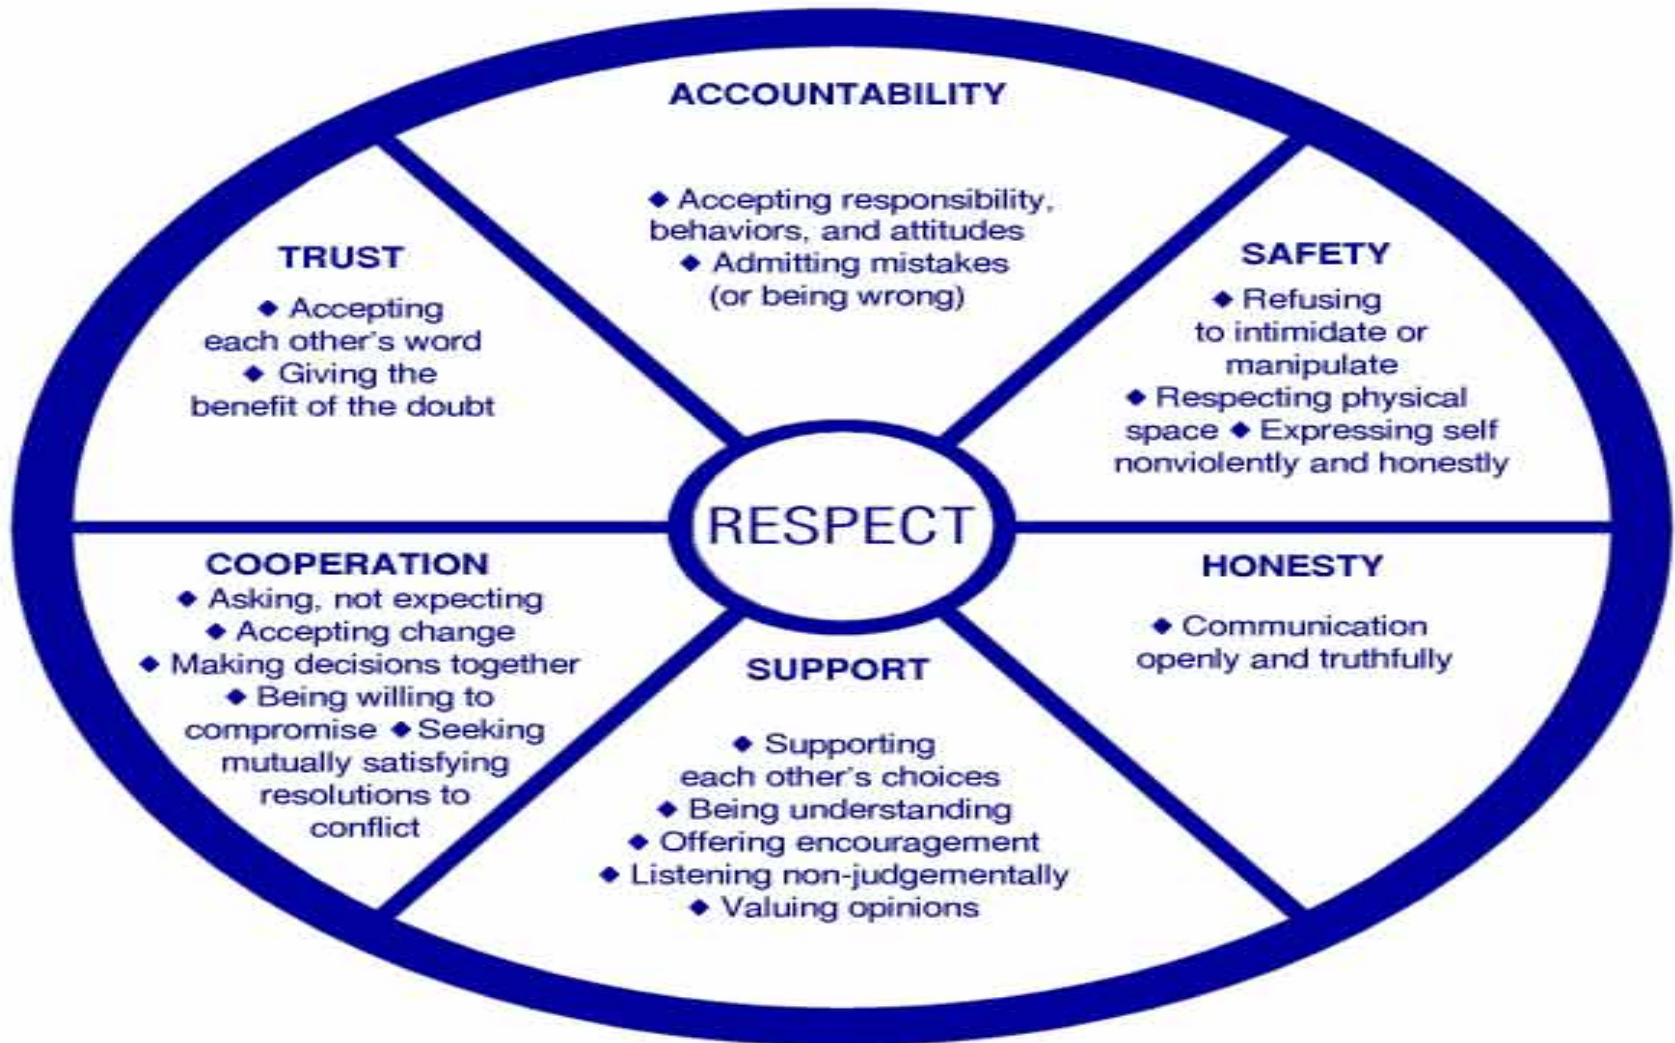 ACCOUNTABILITY
◆ Accepting responsibility,
behaviors, and attitudes
◆ Admitting mistakes
(or being wrong)
SAFETY
◆ Refusing
to intimidate or
manipulate
◆ Respecting physical
space ◆ Expressing self
nonviolently and honestly
HONESTY
◆ Communication
openly and truthfully
SUPPORT
◆ Supporting
each other's choices
◆ Being understanding
◆ Offering encouragement
◆ Listening non-judgementally
◆ Valuing opinions
COOPERATION
◆ Asking, not expecting
◆ Accepting change
◆ Making decisions together
◆ Being willing to
compromise ◆ Seeking
mutually satisfying
resolutions to
conflict
TRUST
◆ Accepting
each other's word
◆ Giving the
benefit of the doubt
RESPECT